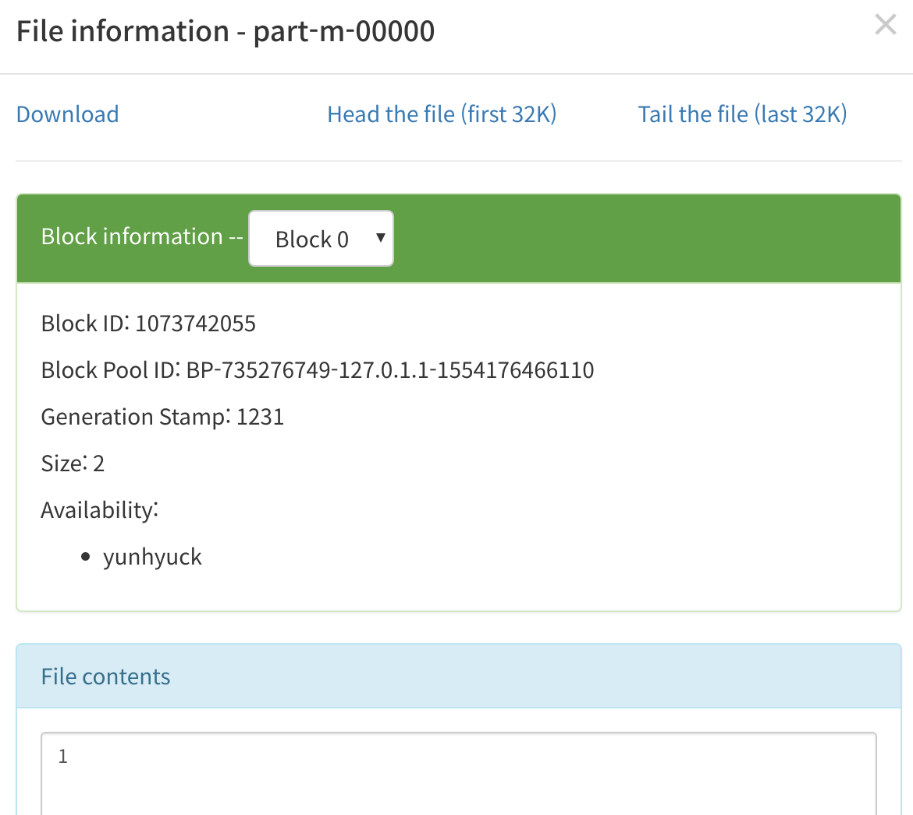 File information - part-m-00000
Download Head the file (first 32K) Tail the file (last 32K)
Block information -- Block 0
Block ID: 1073742055
Block Pool ID: BP-735276749-127.0.1.1-1554176466110
Generation Stamp: 1231
Size: 2
Availability:
yunhyuck
File contents
1